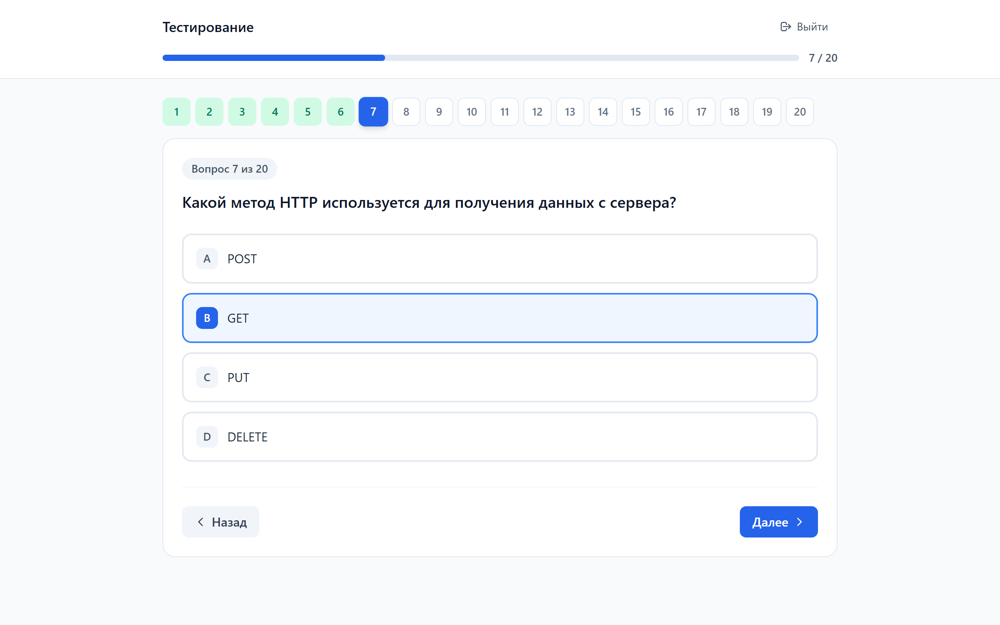 Тестирование
Выйти
7 / 20
1 2 3 4 5 6 7 8 9 10 11 12 13 14 15 16 17 18 19 20
Вопрос 7 из 20
Какой метод HTTP используется для получения данных с сервера?
A POST
B GET
C PUT
D DELETE
Назад
Далее